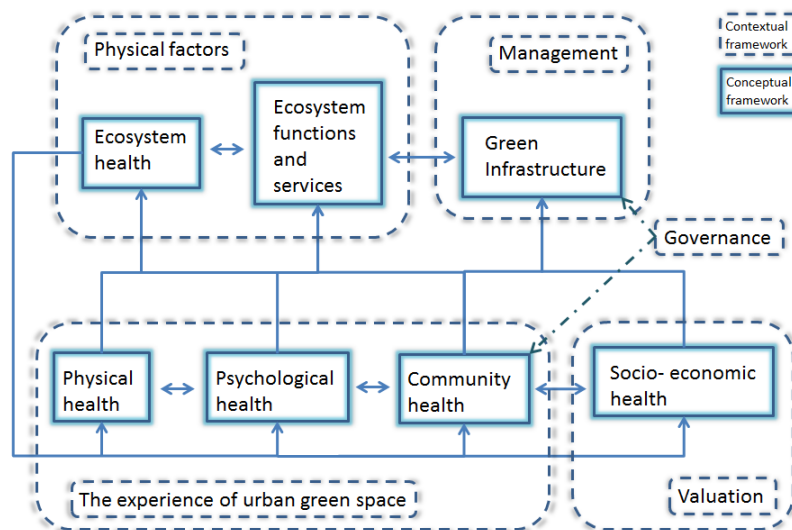 Physical factors
Management
Contextual
framework
Conceptual
framework
Ecosystem
health
Ecosystem
functions
and
services
Green
Infrastructure
Governance
Physical
health
Psychological
health
Community
health
Socio- economic
health
The experience of urban green space
Valuation